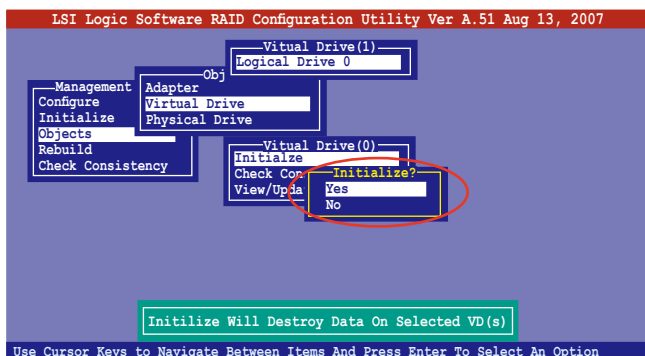 LSI Logic Software RAID Configuration Utility Ver A.51 Aug 13, 2007
Vitual Drive(1)
Logical Drive 0
Obj
Adapter
Virtual Drive
Physical Drive
Management
Configure
Initialize
Objects
Rebuild
Check Consistency
Vitual Drive(0)
Initialze
Check Con
View/Upda
Initialize?
Yes
No
Initilize Will Destroy Data On Selected VD(s)
Use Cursor Keys to Navigate Between Items And Press Enter To Select An Option